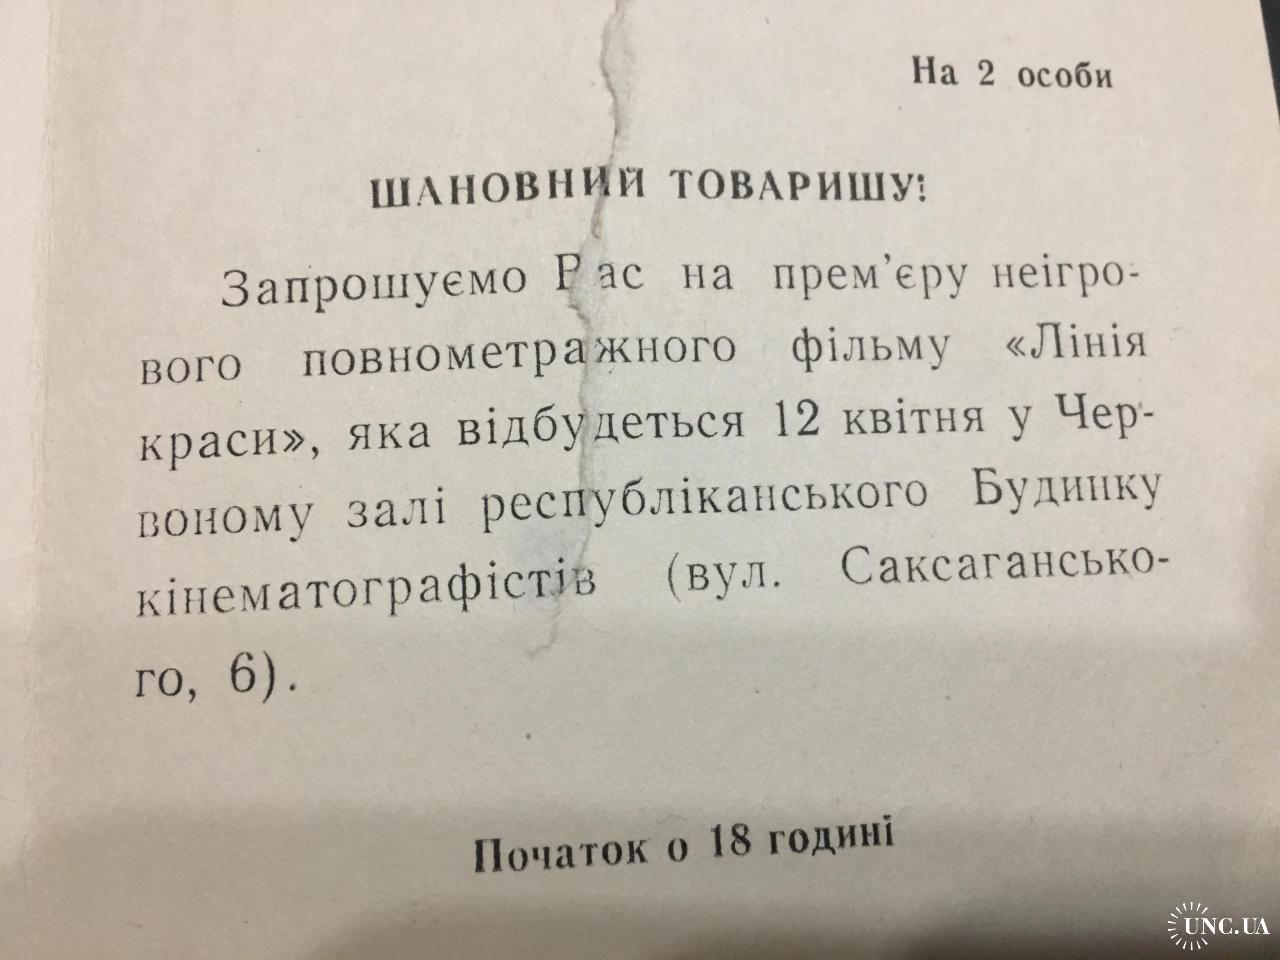 На 2 особи
ШАНОВНИЙ ТОВАРИШУ!
Запрошуємо Вас на прем’єру неігро-
вого повнометражного фільму «Лінія
краси», яка відбудеться 12 квітня у Чер-
воному залі республіканського Будинку
кінематографістів (вул. Саксагансько-
го, 6).
Початок о 18 годині
UNC.UA